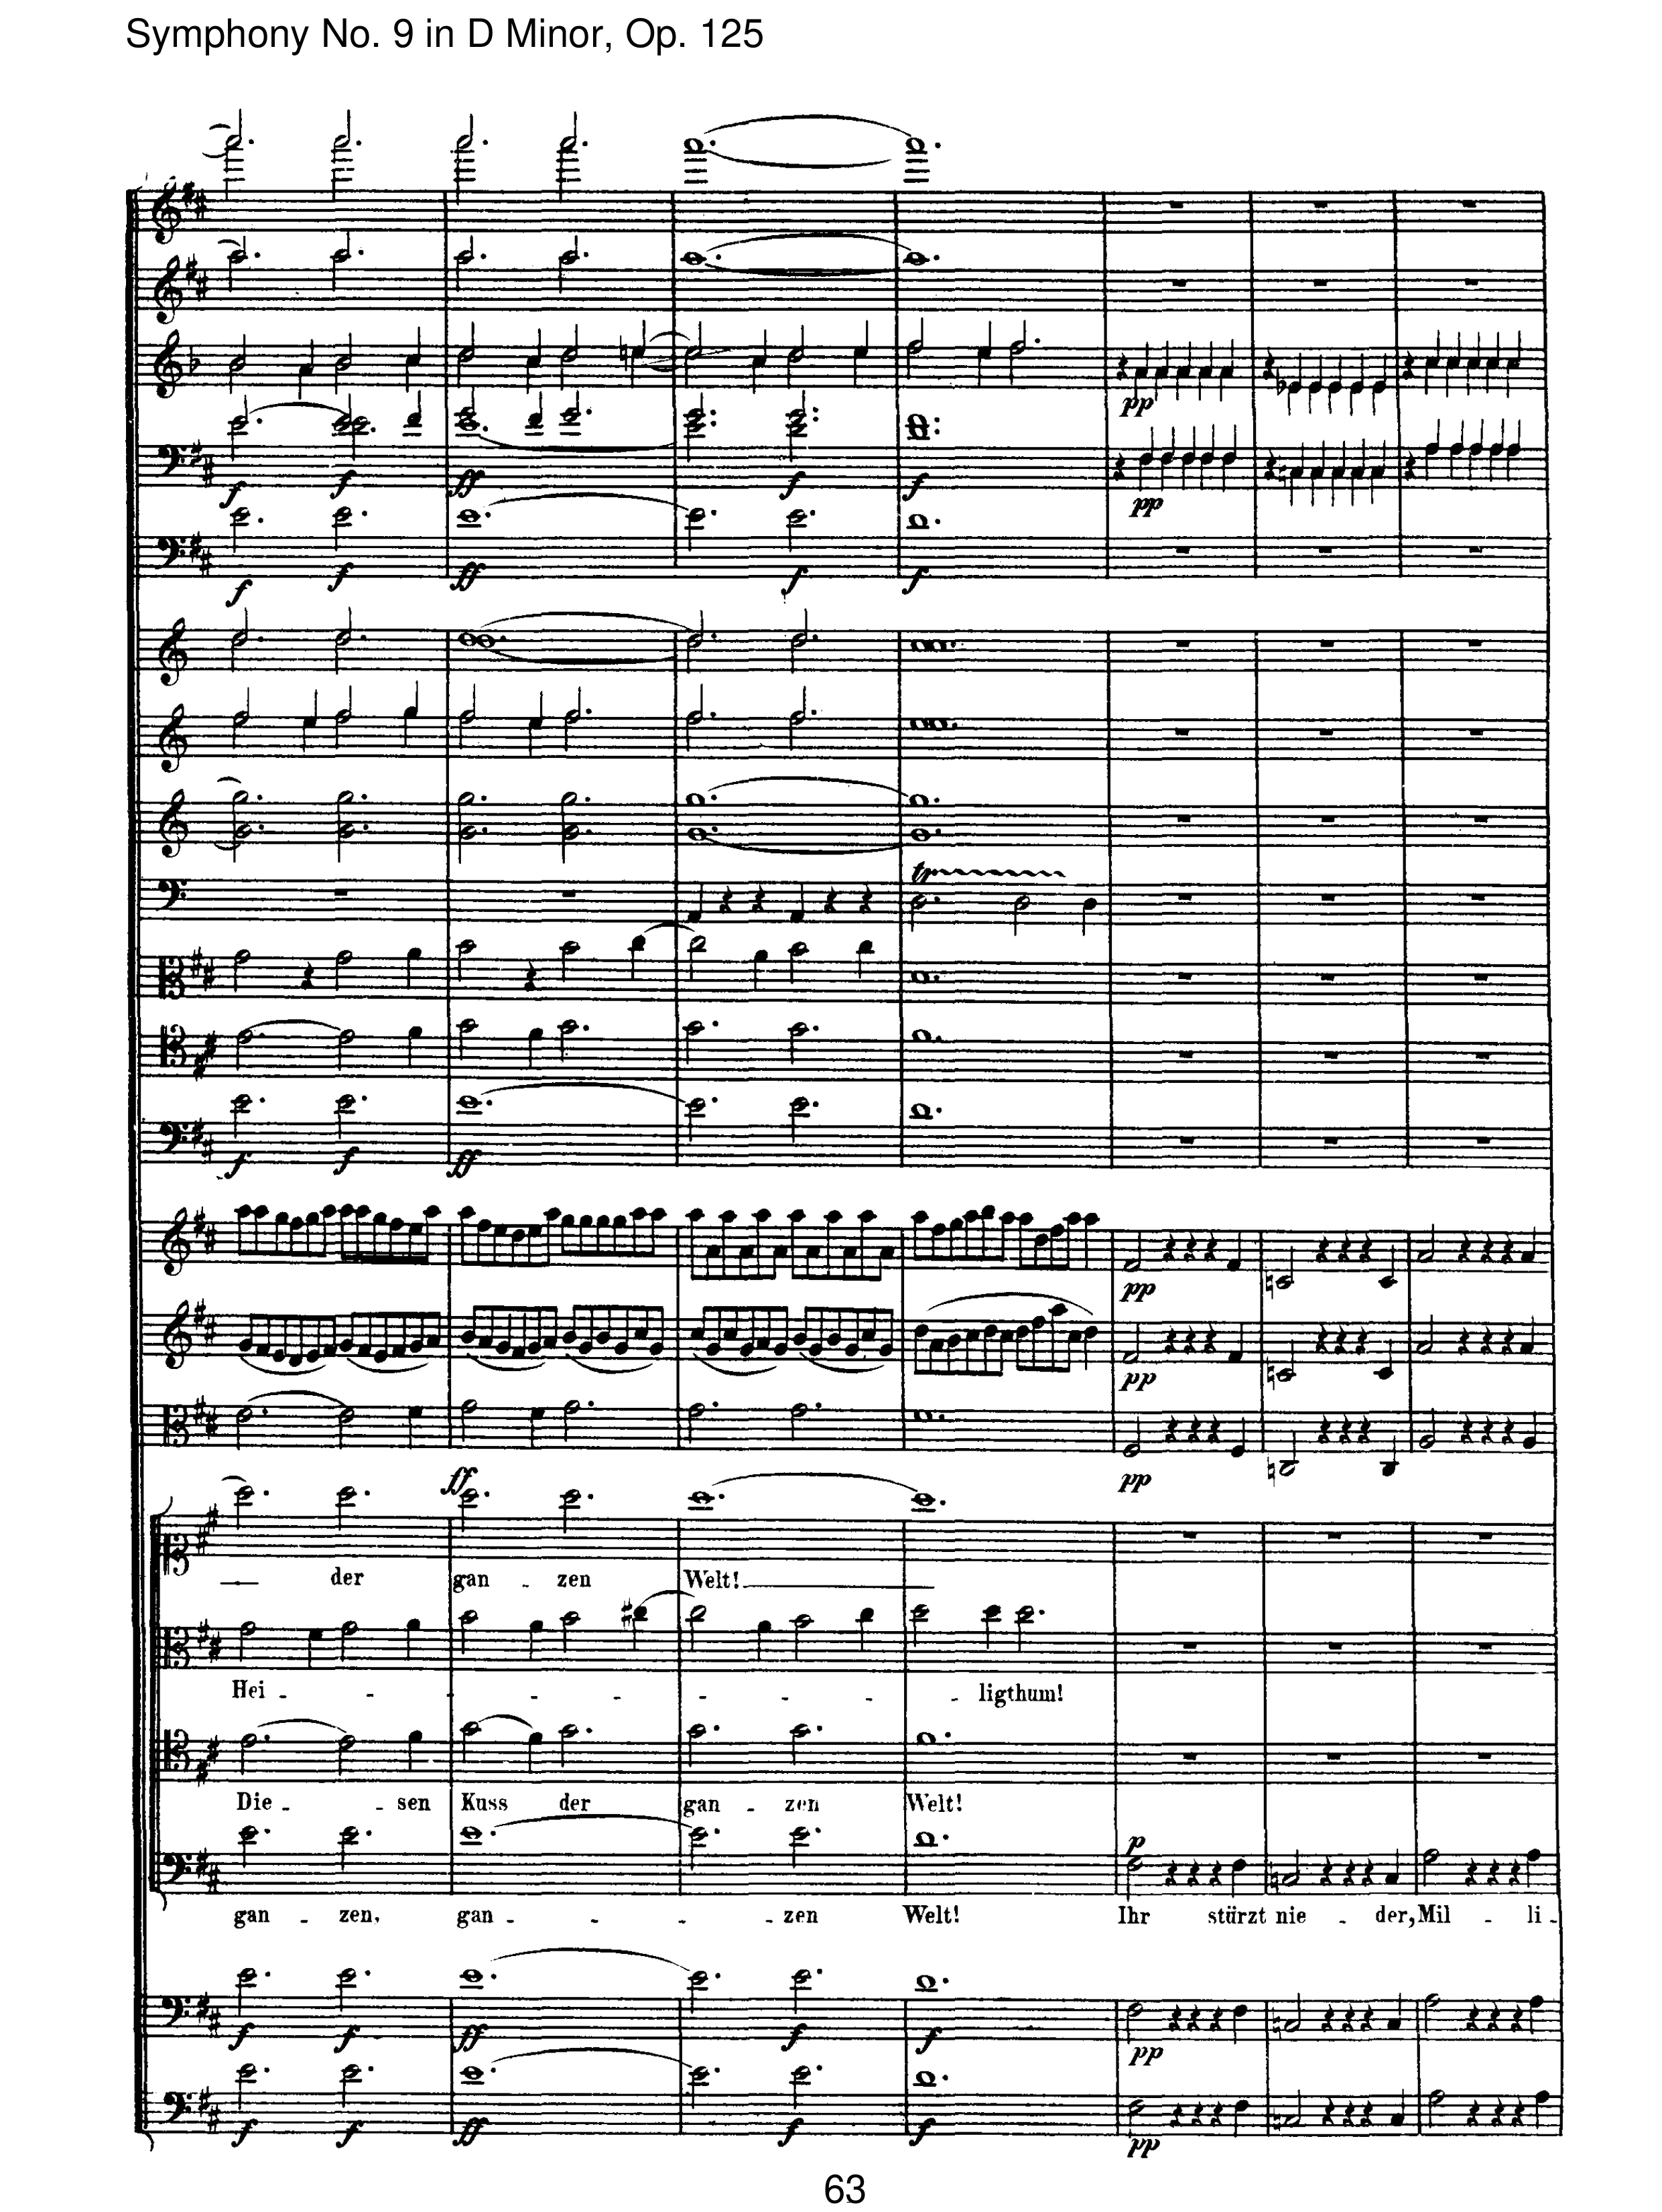 Symphony No. 9 in D Minor, Op. 125
pp
f f ff f f pp
f f ff f f
tr
f f ff
pp
pp
ff pp
der gan - zen Welt!
Hei - - - - - - - ligthum!
Die - - sen Kuss der gan - zen Welt!
p
gan - zen, gan - - - zen Welt! Ihr stürzt nie - der, Mil - li -
f f ff f f pp
f f ff f f pp
63